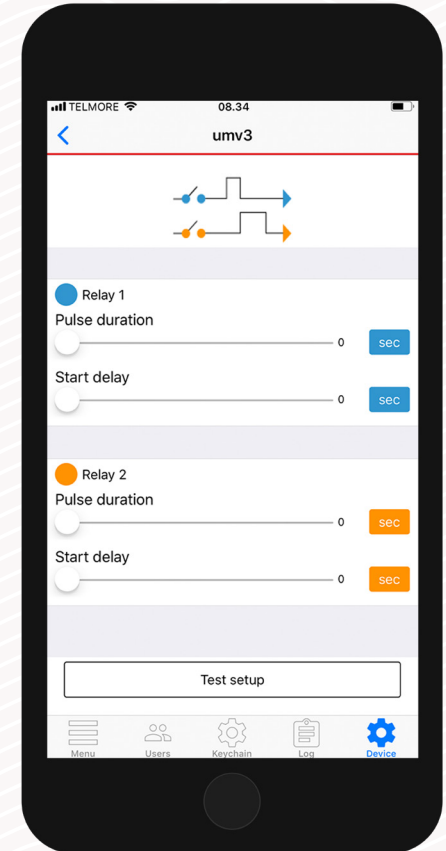 TELMORE 08.34
umv3
Relay 1
Pulse duration
0 sec
Start delay
0 sec
Relay 2
Pulse duration
0 sec
Start delay
0 sec
Test setup
Menu Users Keychain Log Device